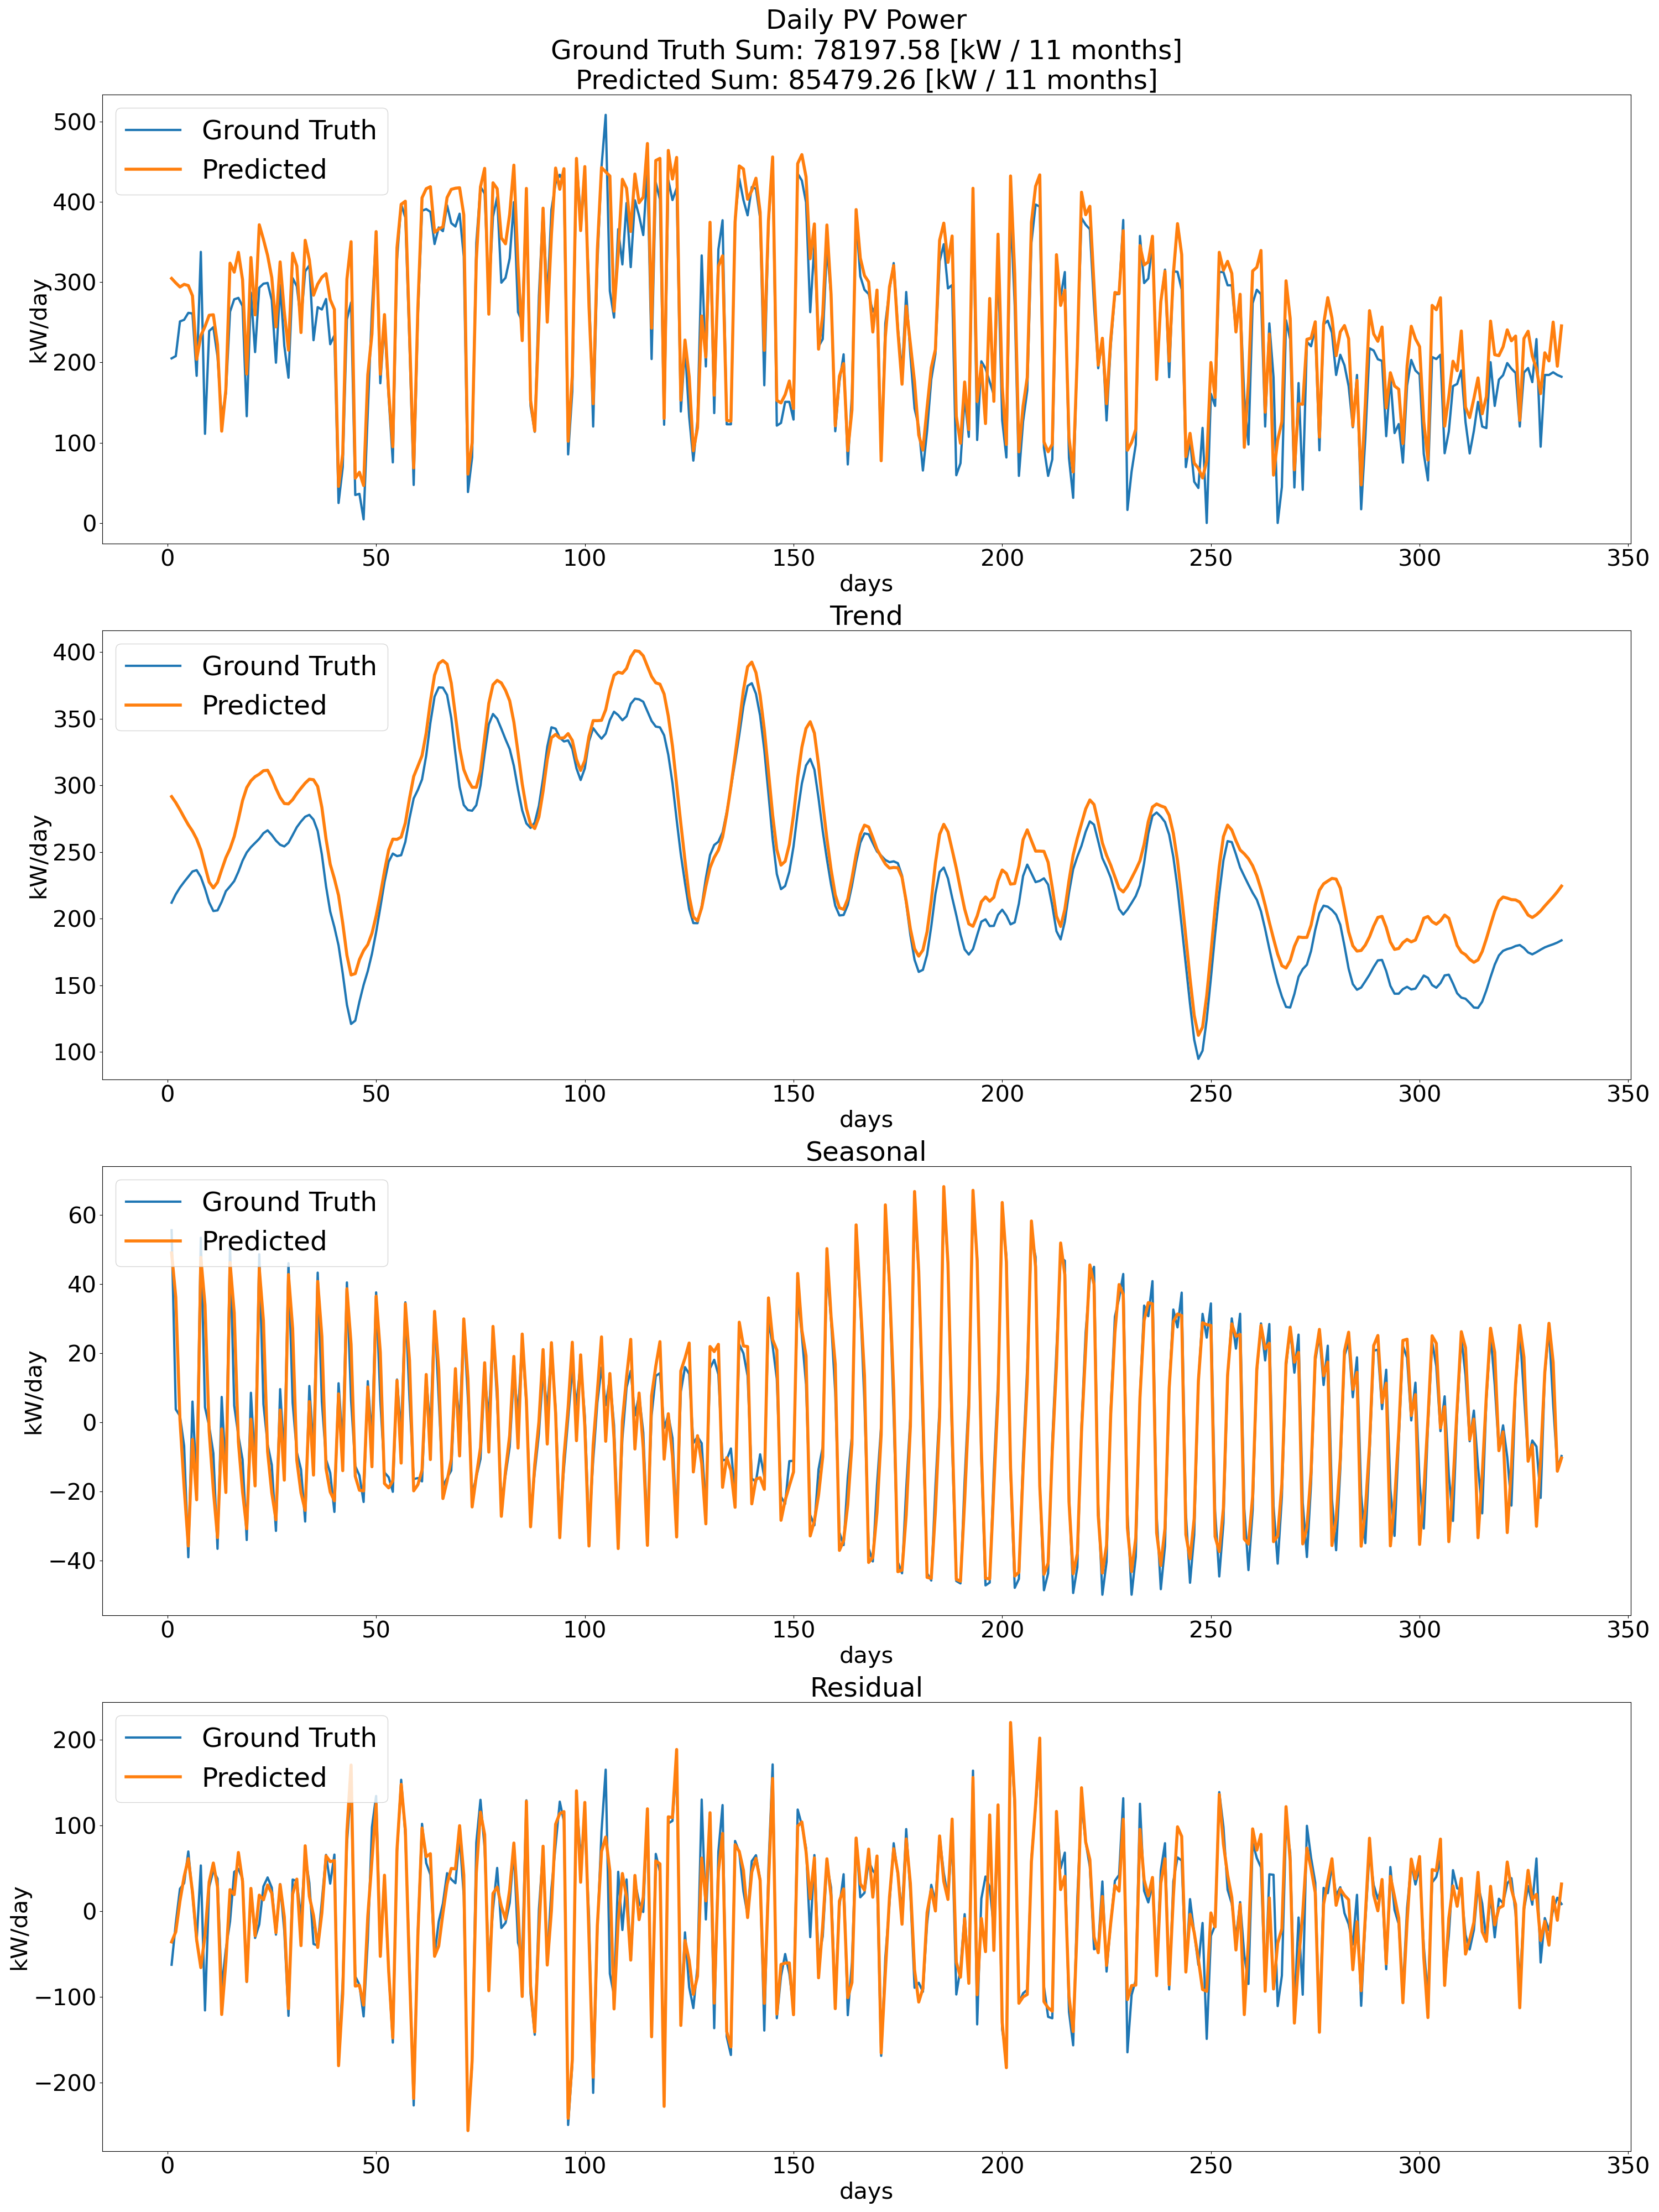 Daily PV Power
Ground Truth Sum: 78197.58 [kW / 11 months]
Predicted Sum: 85479.26 [kW / 11 months]
Ground Truth
Predicted
500
400
300
200
100
0
kW/day
0 50 100 150 200 250 300 350
days
Trend
Ground Truth
Predicted
400
350
300
250
200
150
100
kW/day
0 50 100 150 200 250 300 350
days
Seasonal
Ground Truth
Predicted
60
40
20
0
−20
−40
kW/day
0 50 100 150 200 250 300 350
days
Residual
Ground Truth
Predicted
200
100
0
−100
−200
kW/day
0 50 100 150 200 250 300 350
days